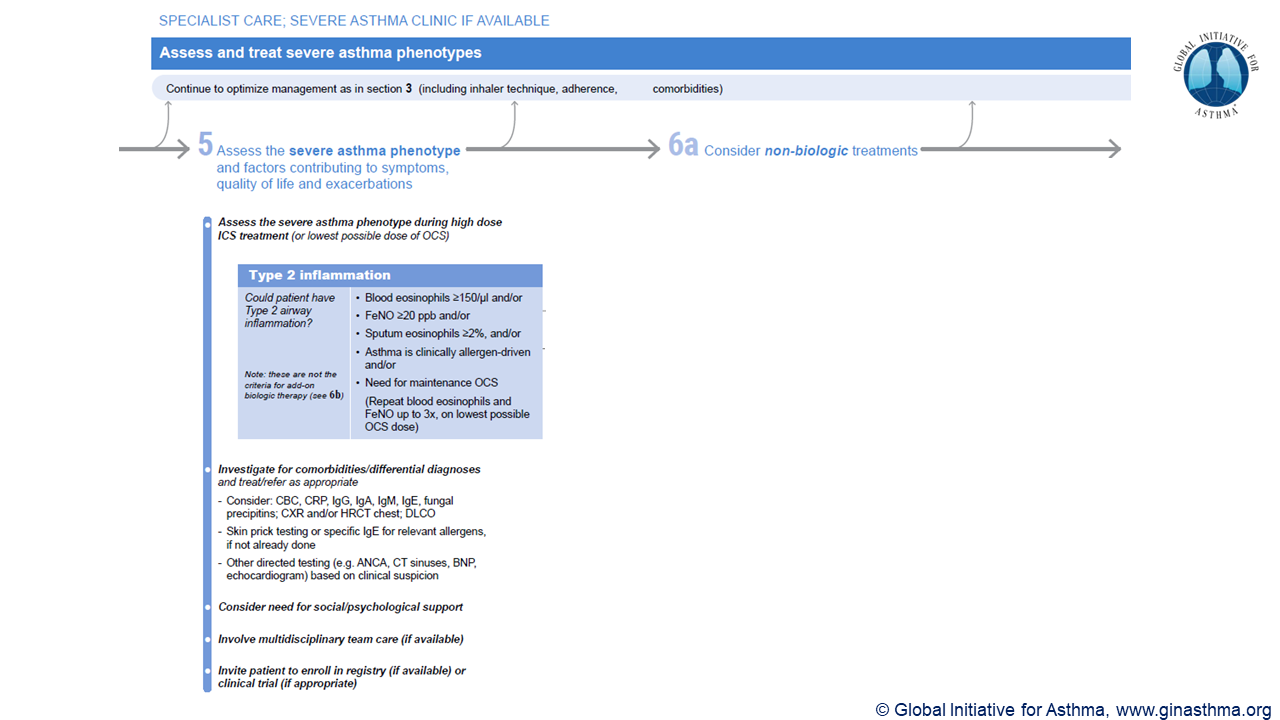 SPECIALIST CARE; SEVERE ASTHMA CLINIC IF AVAILABLE
Assess and treat severe asthma phenotypes
Continue to optimize management as in section 3 (including inhaler technique, adherence, comorbidities)
GLOBAL INITIATIVE FOR
ASTHMA
5 Assess the severe asthma phenotype
and factors contributing to symptoms,
quality of life and exacerbations
6a Consider non-biologic treatments
Assess the severe asthma phenotype during high dose
ICS treatment (or lowest possible dose of OCS)
Type 2 inflammation
Could patient have
Type 2 airway
inflammation?
Note: these are not the
criteria for add-on
biologic therapy (see 6b)
• Blood eosinophils ≥150/μl and/or
• FeNO ≥20 ppb and/or
• Sputum eosinophils ≥2%, and/or
• Asthma is clinically allergen-driven
and/or
• Need for maintenance OCS
(Repeat blood eosinophils and
FeNO up to 3x, on lowest possible
OCS dose)
Investigate for comorbidities/differential diagnoses
and treat/refer as appropriate
- Consider: CBC, CRP, IgG, IgA, IgM, IgE, fungal
precipitins; CXR and/or HRCT chest; DLCO
- Skin prick testing or specific IgE for relevant allergens,
if not already done
- Other directed testing (e.g. ANCA, CT sinuses, BNP,
echocardiogram) based on clinical suspicion
Consider need for social/psychological support
Involve multidisciplinary team care (if available)
Invite patient to enroll in registry (if available) or
clinical trial (if appropriate)
© Global Initiative for Asthma, www.ginasthma.org